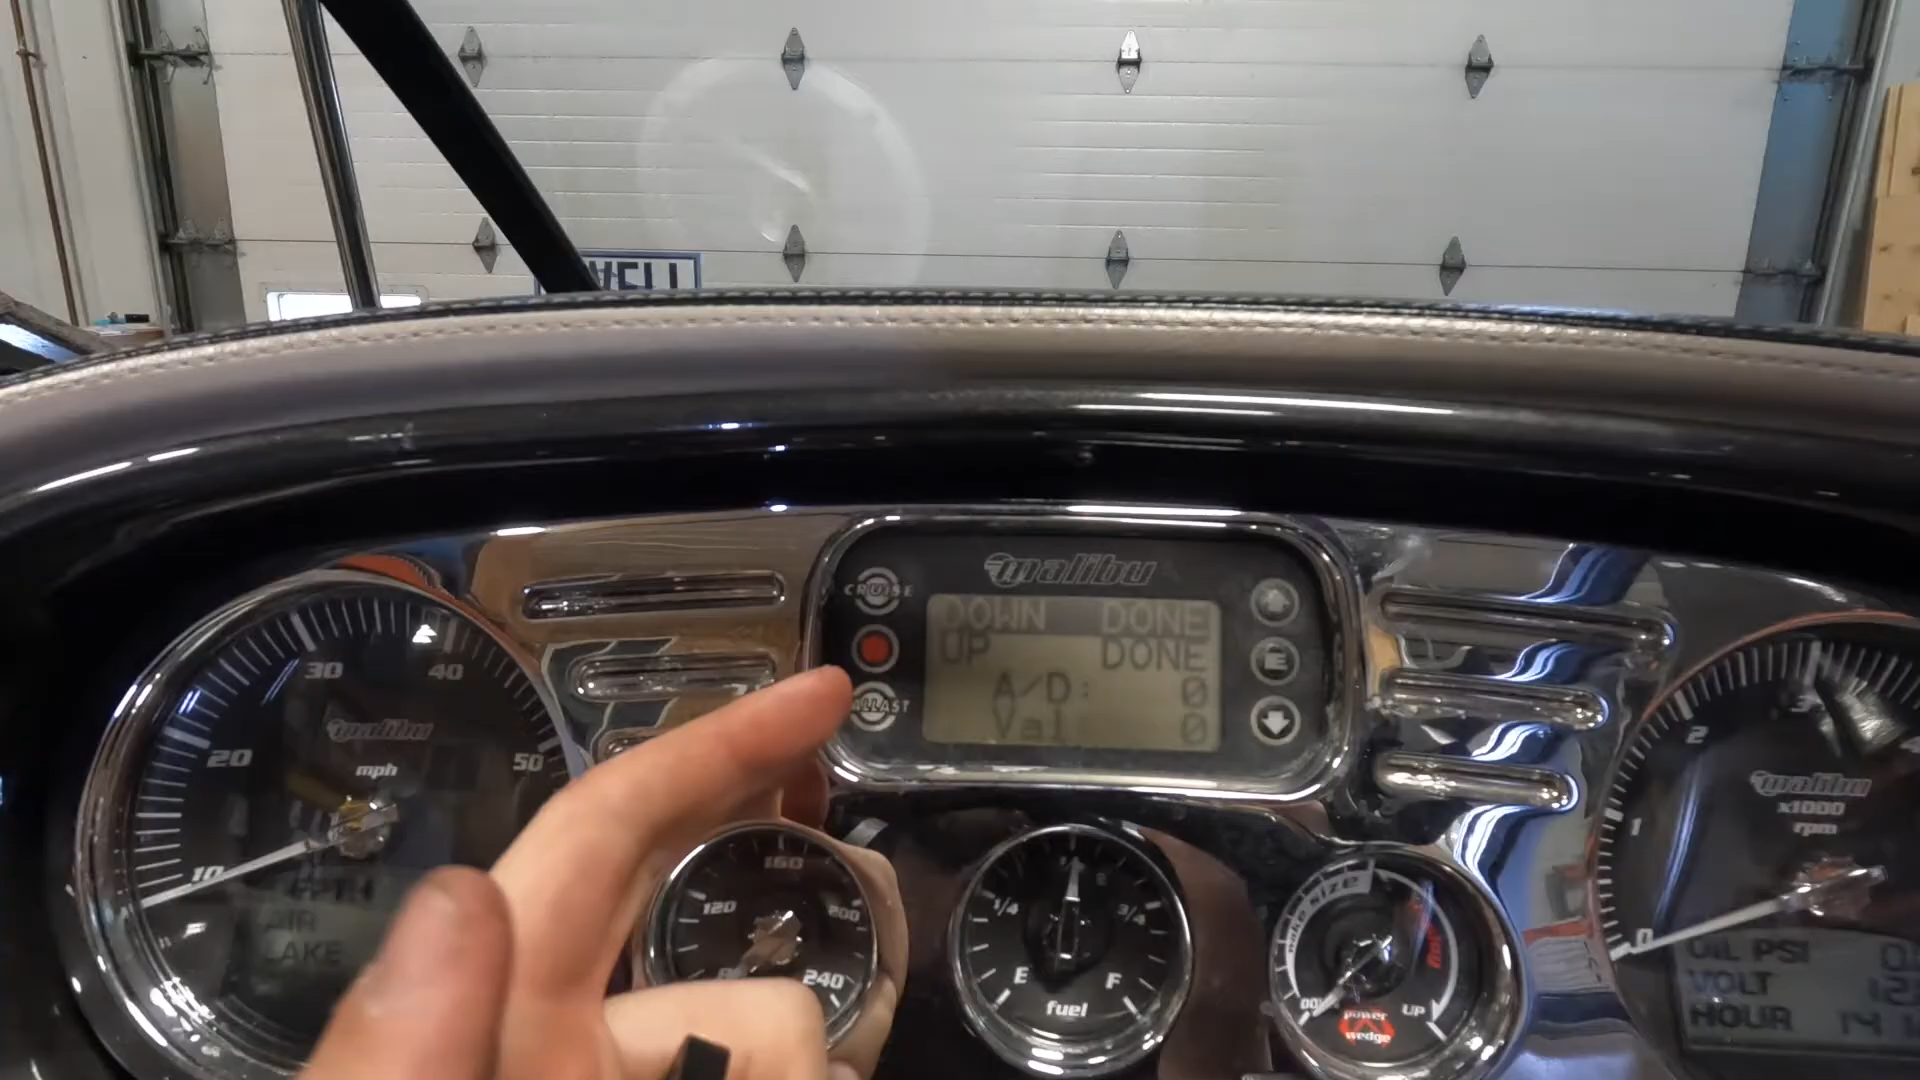 malibu
CRUISE
DOWN DONE
UP DONE
A/D: 0
Val 0
30
40
20
50
10
malibu
mph
DEPTH
AIR
LAKE
160
120
200
240
1/4
3/4
E
F
fuel
wake size
UP
power
wedge
3
2
4
1
0
malibu
x1000
rpm
OIL PSI
VOLT
HOUR